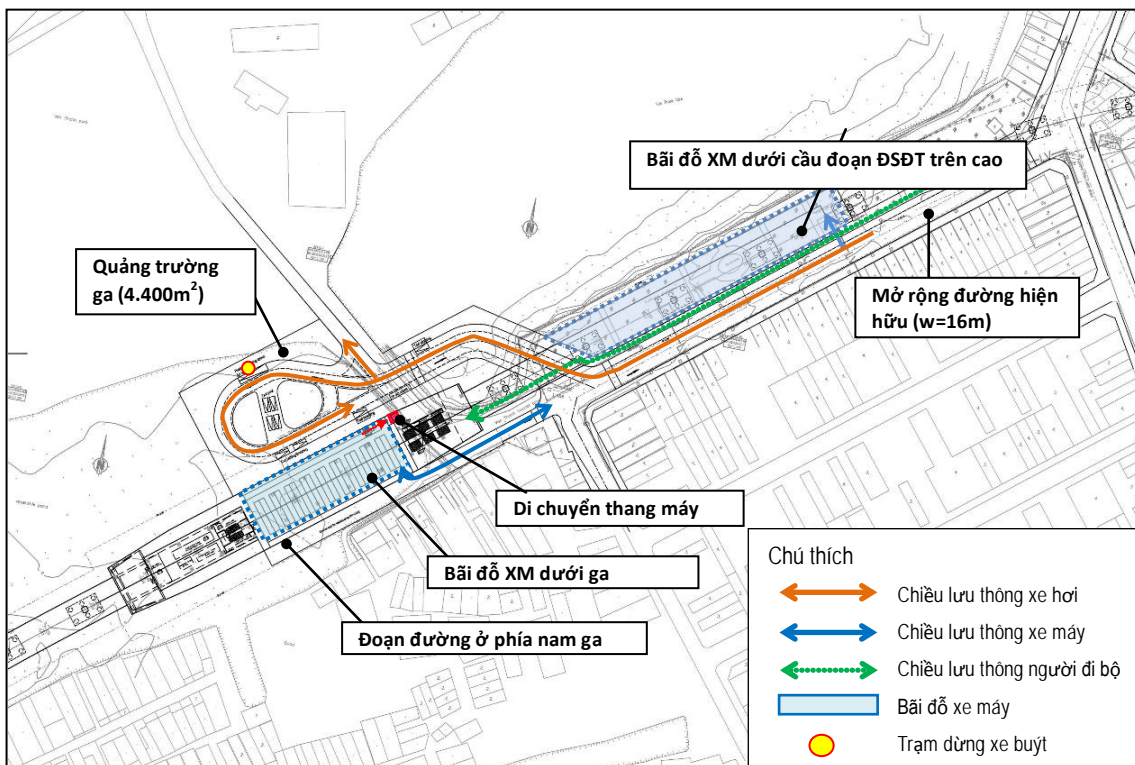 Bãi đỗ XM dưới cầu đoạn ĐSĐT trên cao
Quảng trường
ga (4.400m²)
Mở rộng đường hiện
hữu (w=16m)
Di chuyển thang máy
Bãi đỗ XM dưới ga
Đoạn đường ở phía nam ga
Chú thích
Chiều lưu thông xe hơi
Chiều lưu thông xe máy
Chiều lưu thông người đi bộ
Bãi đỗ xe máy
Trạm dừng xe buýt